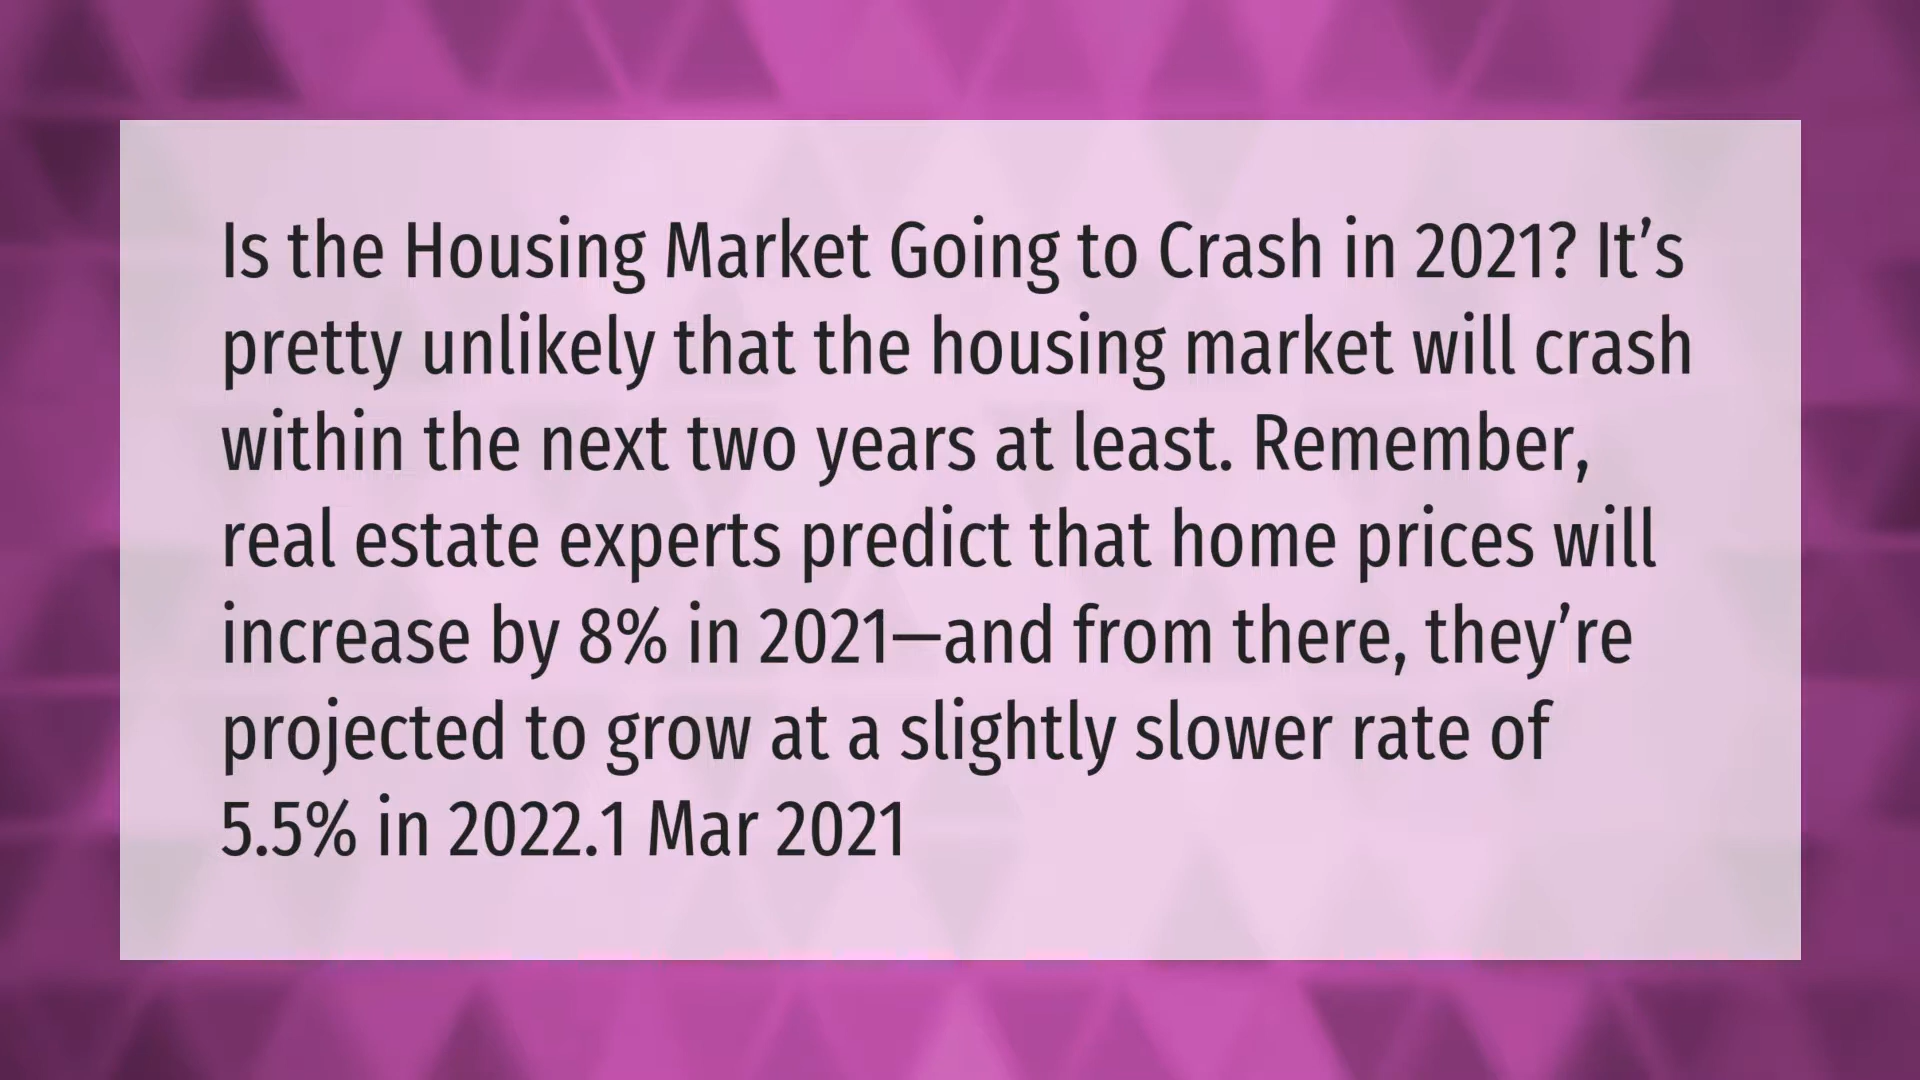 Is the Housing Market Going to Crash in 2021? It’s
pretty unlikely that the housing market will crash
within the next two years at least. Remember,
real estate experts predict that home prices will
increase by 8% in 2021—and from there, they’re
projected to grow at a slightly slower rate of
5.5% in 2022.1 Mar 2021